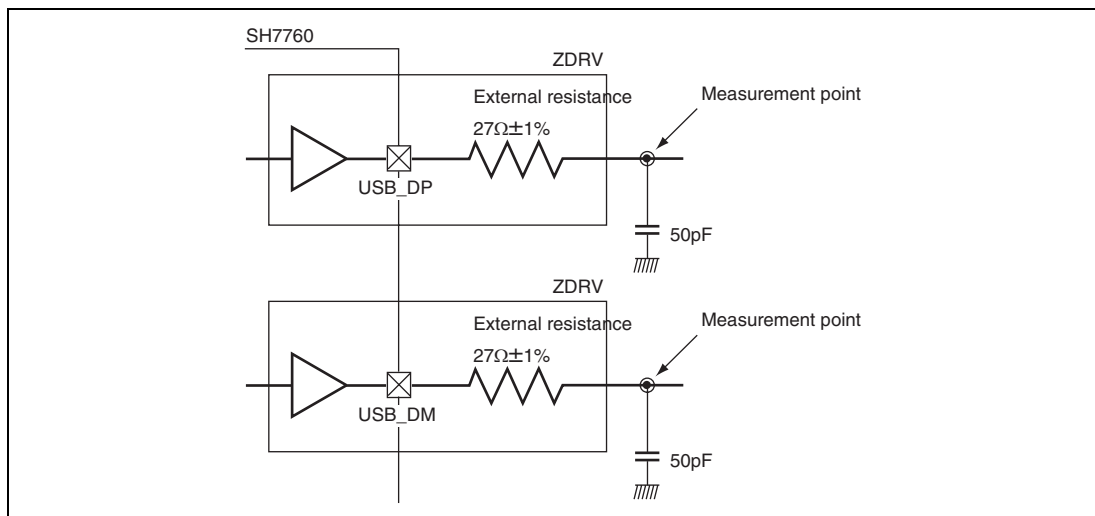 SH7760
ZDRV
External resistance
Measurement point
27Ω±1%
USB_DP
50pF
ZDRV
External resistance
Measurement point
27Ω±1%
USB_DM
50pF